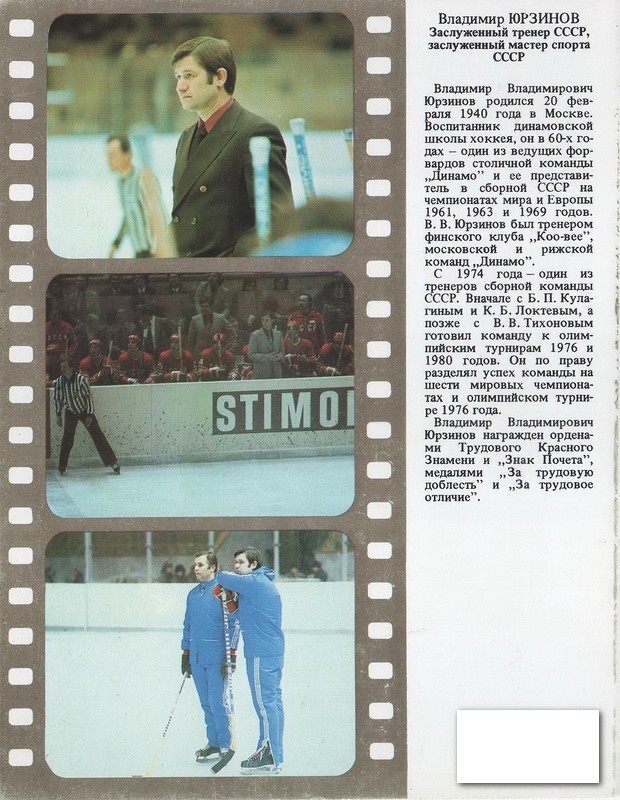 Владимир ЮРЗИНОВ
Заслуженный тренер СССР,
заслуженный мастер спорта
СССР
Владимир Владимирович
Юрзинов родился 20 фев-
раля 1940 года в Москве.
Воспитанник динамовской
школы хоккея, он в 60-х го-
дах – один из ведущих фор-
вардов столичной команды
„Динамо” и ее представи-
тель в сборной СССР на
чемпионатах мира и Европы
1961, 1963 и 1969 годов.
В. В. Юрзинов был тренером
финского клуба „Коо-вее”,
московской и рижской
команд „Динамо”.
С 1974 года – один из
тренеров сборной команды
СССР. Вначале с Б. П. Кула-
гиным и К. Б. Локтевым, а
позже с В. В. Тихоновым
готовил команду к олим-
пийским турнирам 1976 и
1980 годов. Он по праву
разделял успех команды на
шести мировых чемпиона-
тах и олимпийском турни-
ре 1976 года.
Владимир Владимирович
Юрзинов награжден ордена-
ми Трудового Красного
Знамени и „Знак Почета”,
медалями „За трудовую
доблесть” и „За трудовое
отличие”.
STIMO